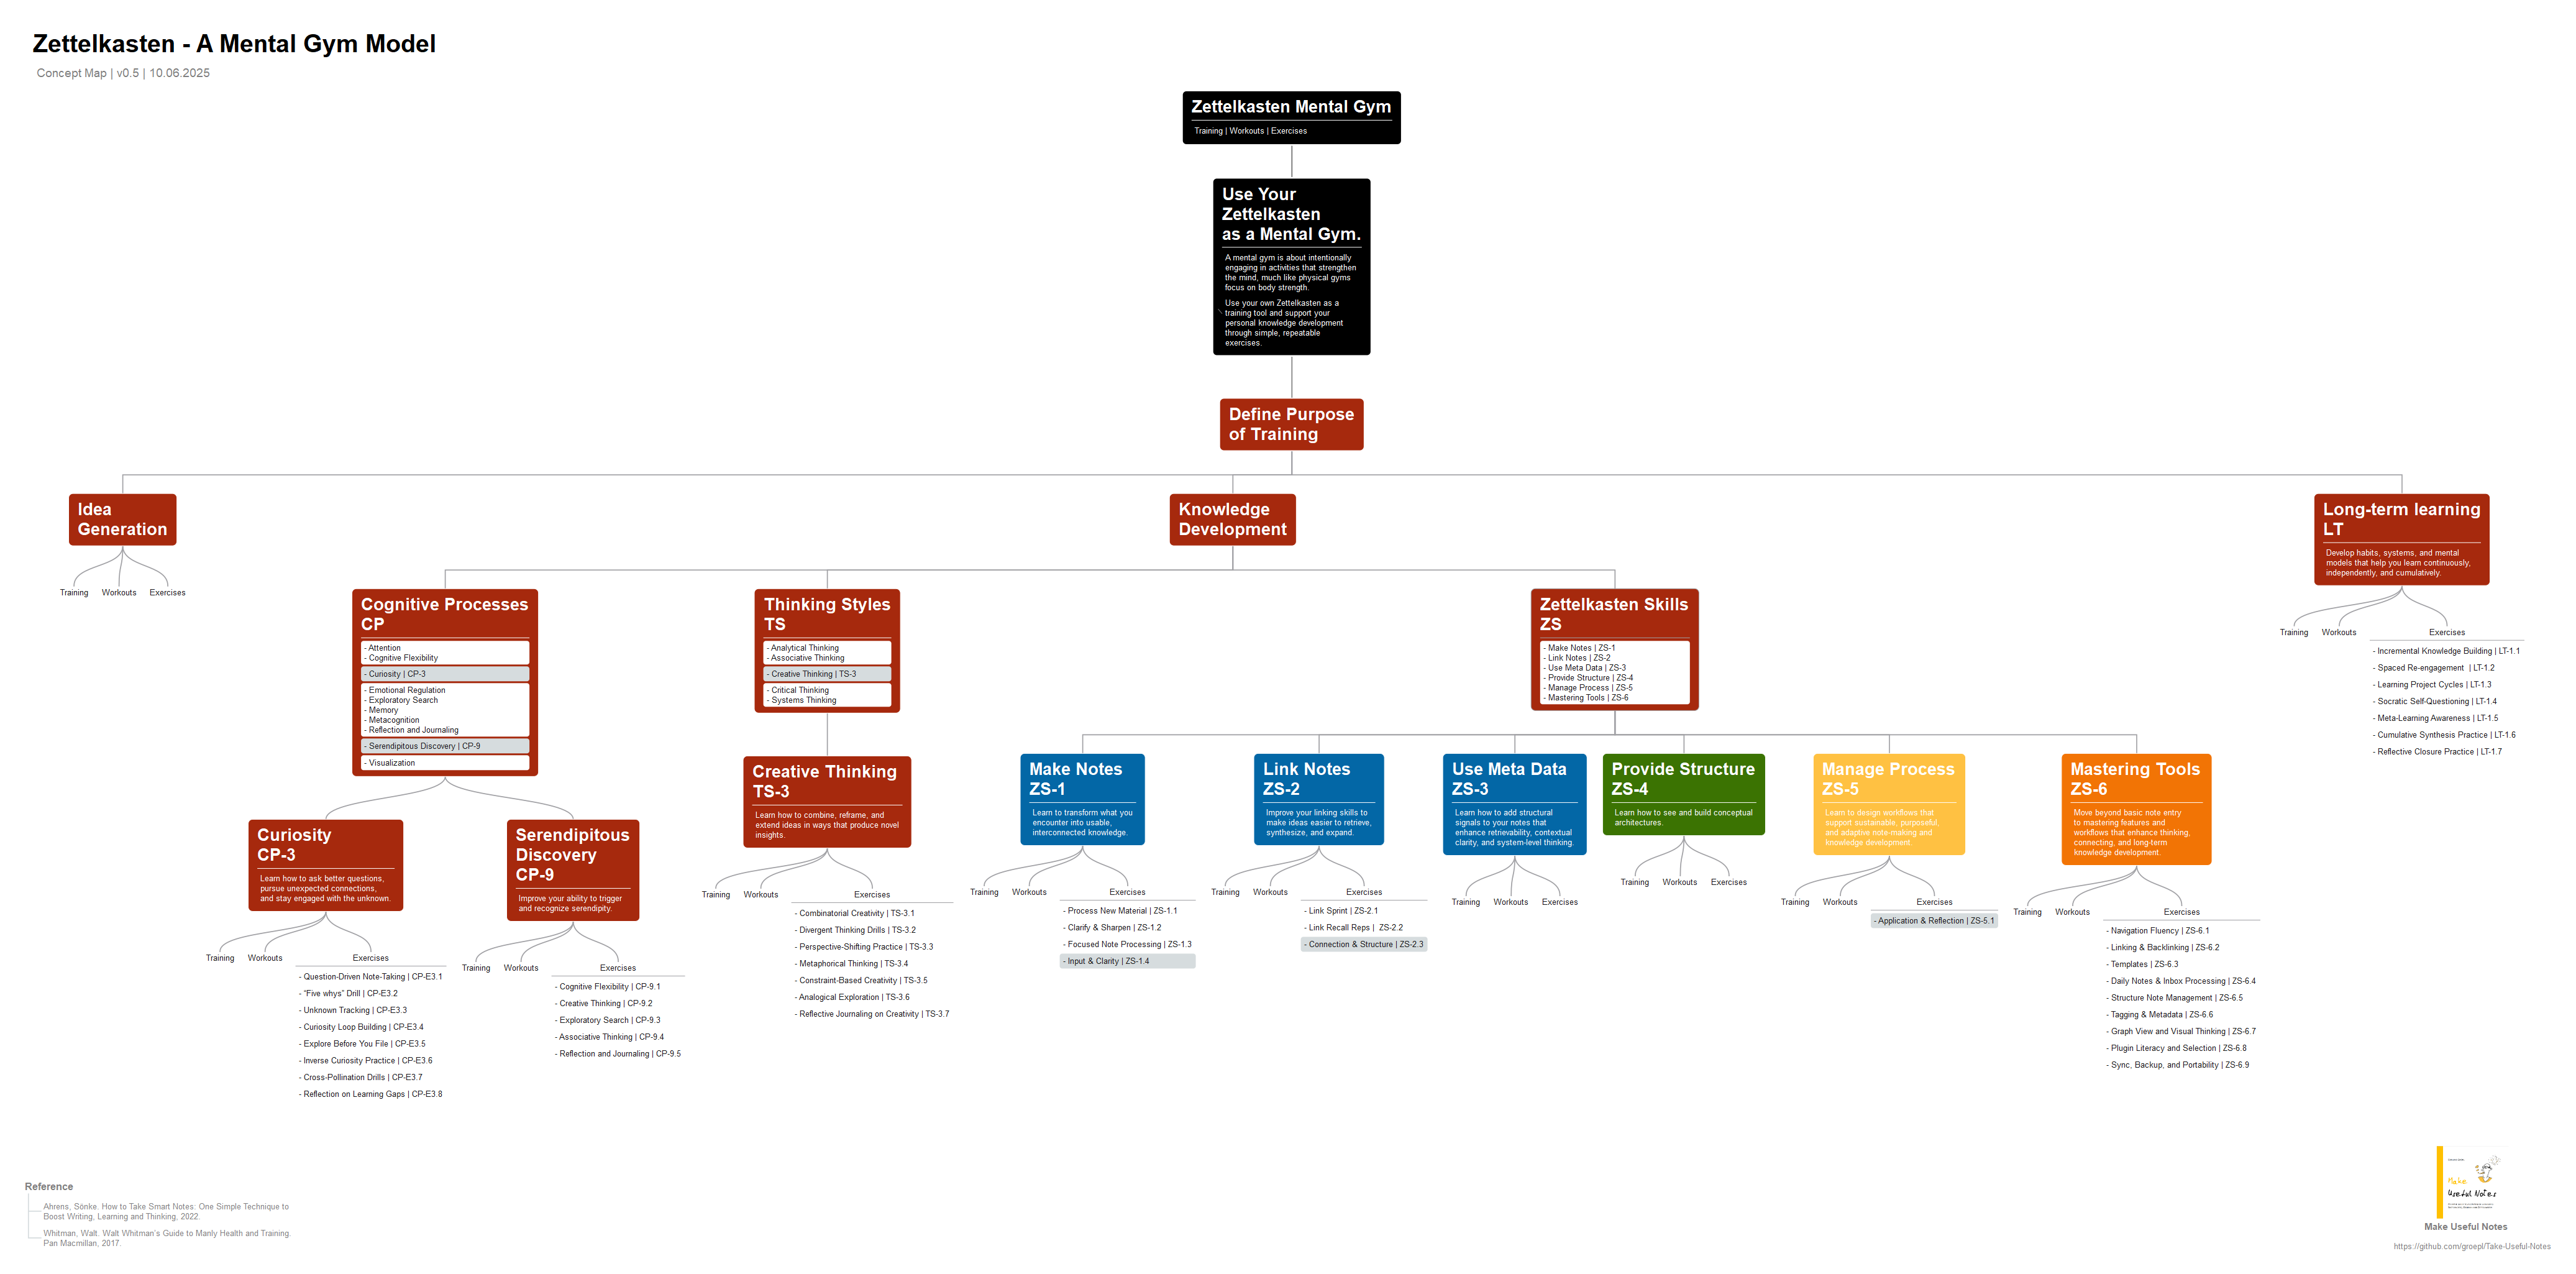 Zettelkasten - A Mental Gym Model
Concept Map | v0.5 | 10.06.2025
Zettelkasten Mental Gym
Training | Workouts | Exercises
Use Your
Zettelkasten
as a Mental Gym.
A mental gym is about intentionally
engaging in activities that strengthen
the mind, much like physical gyms
focus on body strength.
Use your own Zettelkasten as a
training tool and support your
personal knowledge development
through simple, repeatable
exercises.
Define Purpose
of Training
Idea
Generation
Training Workouts Exercises
Knowledge
Development
Long-term learning
LT
Develop habits, systems, and mental
models that help you learn continuously,
independently, and cumulatively.
Training Workouts Exercises
- Incremental Knowledge Building | LT-1.1
- Spaced Re-engagement | LT-1.2
- Learning Project Cycles | LT-1.3
- Socratic Self-Questioning | LT-1.4
- Meta-Learning Awareness | LT-1.5
- Cumulative Synthesis Practice | LT-1.6
- Reflective Closure Practice | LT-1.7
Cognitive Processes
CP
- Attention
- Cognitive Flexibility
- Curiosity | CP-3
- Emotional Regulation
- Exploratory Search
- Memory
- Metacognition
- Reflection and Journaling
- Serendipitous Discovery | CP-9
- Visualization
Thinking Styles
TS
- Analytical Thinking
- Associative Thinking
- Creative Thinking | TS-3
- Critical Thinking
- Systems Thinking
Zettelkasten Skills
ZS
- Make Notes | ZS-1
- Link Notes | ZS-2
- Use Meta Data | ZS-3
- Provide Structure | ZS-4
- Manage Process | ZS-5
- Mastering Tools | ZS-6
Curiosity
CP-3
Learn how to ask better questions,
pursue unexpected connections,
and stay engaged with the unknown.
Training Workouts Exercises
- Question-Driven Note-Taking | CP-E3.1
- "Five whys" Drill | CP-E3.2
- Unknown Tracking | CP-E3.3
- Curiosity Loop Building | CP-E3.4
- Explore Before You File | CP-E3.5
- Inverse Curiosity Practice | CP-E3.6
- Cross-Pollination Drills | CP-E3.7
- Reflection on Learning Gaps | CP-E3.8
Serendipitous
Discovery
CP-9
Improve your ability to trigger
and recognize serendipity.
Training Workouts Exercises
- Cognitive Flexibility | CP-9.1
- Creative Thinking | CP-9.2
- Exploratory Search | CP-9.3
- Associative Thinking | CP-9.4
- Reflection and Journaling | CP-9.5
Creative Thinking
TS-3
Learn how to combine, reframe, and
extend ideas in ways that produce novel
insights.
Training Workouts Exercises
- Combinatorial Creativity | TS-3.1
- Divergent Thinking Drills | TS-3.2
- Perspective-Shifting Practice | TS-3.3
- Metaphorical Thinking | TS-3.4
- Constraint-Based Creativity | TS-3.5
- Analogical Exploration | TS-3.6
- Reflective Journaling on Creativity | TS-3.7
Make Notes
ZS-1
Learn to transform what you
encounter into usable,
interconnected knowledge.
Training Workouts Exercises
- Process New Material | ZS-1.1
- Clarify & Sharpen | ZS-1.2
- Focused Note Processing | ZS-1.3
- Input & Clarity | ZS-1.4
Link Notes
ZS-2
Improve your linking skills to
make ideas easier to retrieve,
synthesize, and expand.
Training Workouts Exercises
- Link Sprint | ZS-2.1
- Link Recall Reps | ZS-2.2
- Connection & Structure | ZS-2.3
Use Meta Data
ZS-3
Learn how to add structural
signals to your notes that
enhance retrievability, contextual
clarity, and system-level thinking.
Training Workouts Exercises
Provide Structure
ZS-4
Learn how to see and build conceptual
architectures.
Training Workouts Exercises
Manage Process
ZS-5
Learn to design workflows that
support sustainable, purposeful,
and adaptive note-making and
knowledge development.
Training Workouts Exercises
- Application & Reflection | ZS-5.1
Mastering Tools
ZS-6
Move beyond basic note entry
to mastering features and
workflows that enhance thinking,
connecting, and long-term
knowledge development.
Training Workouts Exercises
- Navigation Fluency | ZS-6.1
- Linking & Backlinking | ZS-6.2
- Templates | ZS-6.3
- Daily Notes & Inbox Processing | ZS-6.4
- Structure Note Management | ZS-6.5
- Tagging & Metadata | ZS-6.6
- Graph View and Visual Thinking | ZS-6.7
- Plugin Literacy and Selection | ZS-6.8
- Sync, Backup, and Portability | ZS-6.9
Reference
Ahrens, Sönke. How to Take Smart Notes: One Simple Technique to
Boost Writing, Learning and Thinking, 2022.
Whitman, Walt. Walt Whitman's Guide to Manly Health and Training.
Pan Macmillan, 2017.
Make
Useful Notes
Make Useful Notes
https://github.com/groepl/Take-Useful-Notes